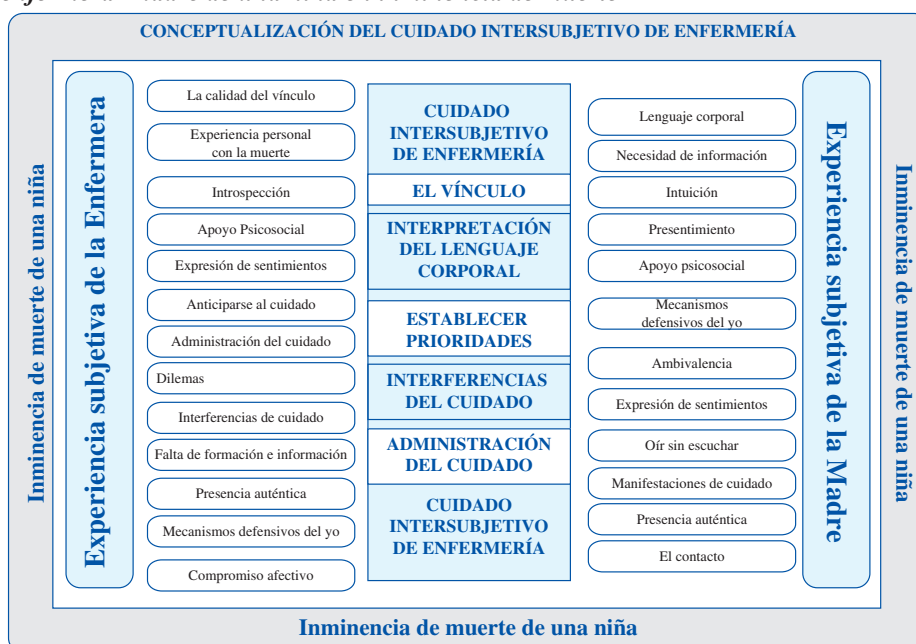 CONCEPTUALIZACIÓN DEL CUIDADO INTERSUBJETIVO DE ENFERMERÍA
Inminencia de muerte de una niña
Experiencia subjetiva de la Enfermera
La calidad del vínculo
Experiencia personal
con la muerte
Introspección
Apoyo Psicosocial
Expresión de sentimientos
Anticiparse al cuidado
Administración del cuidado
Dilemas
Interferencias de cuidado
Falta de formación e información
Presencia auténtica
Mecanismos defensivos del yo
Compromiso afectivo
CUIDADO
INTERSUBJETIVO
DE ENFERMERÍA
EL VÍNCULO
INTERPRETACIÓN
DEL LENGUAJE
CORPORAL
ESTABLECER
PRIORIDADES
INTERFERENCIAS
DEL CUIDADO
ADMINISTRACIÓN
DEL CUIDADO
CUIDADO
INTERSUBJETIVO
DE ENFERMERÍA
Lenguaje corporal
Necesidad de información
Intuición
Presentimiento
Apoyo psicosocial
Mecanismos
defensivos del yo
Ambivalencia
Expresión de sentimientos
Oír sin escuchar
Manifestaciones de cuidado
Presencia auténtica
El contacto
Experiencia subjetiva de la Madre
Inminencia de muerte de una niña
Inminencia de muerte de una niña